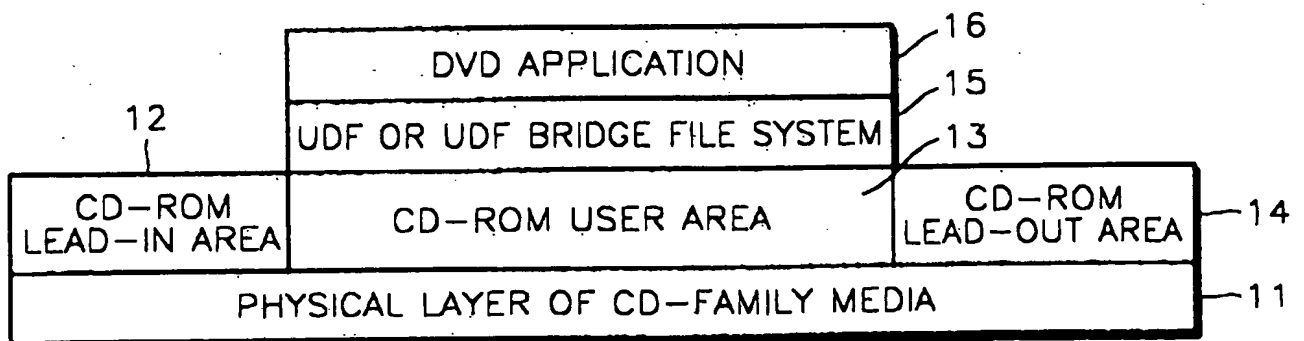 16
DVD APPLICATION
15
12
UDF OR UDF BRIDGE FILE SYSTEM
13
CD-ROM
LEAD-IN AREA
CD-ROM USER AREA
CD-ROM
LEAD-OUT AREA
14
PHYSICAL LAYER OF CD-FAMILY MEDIA
11